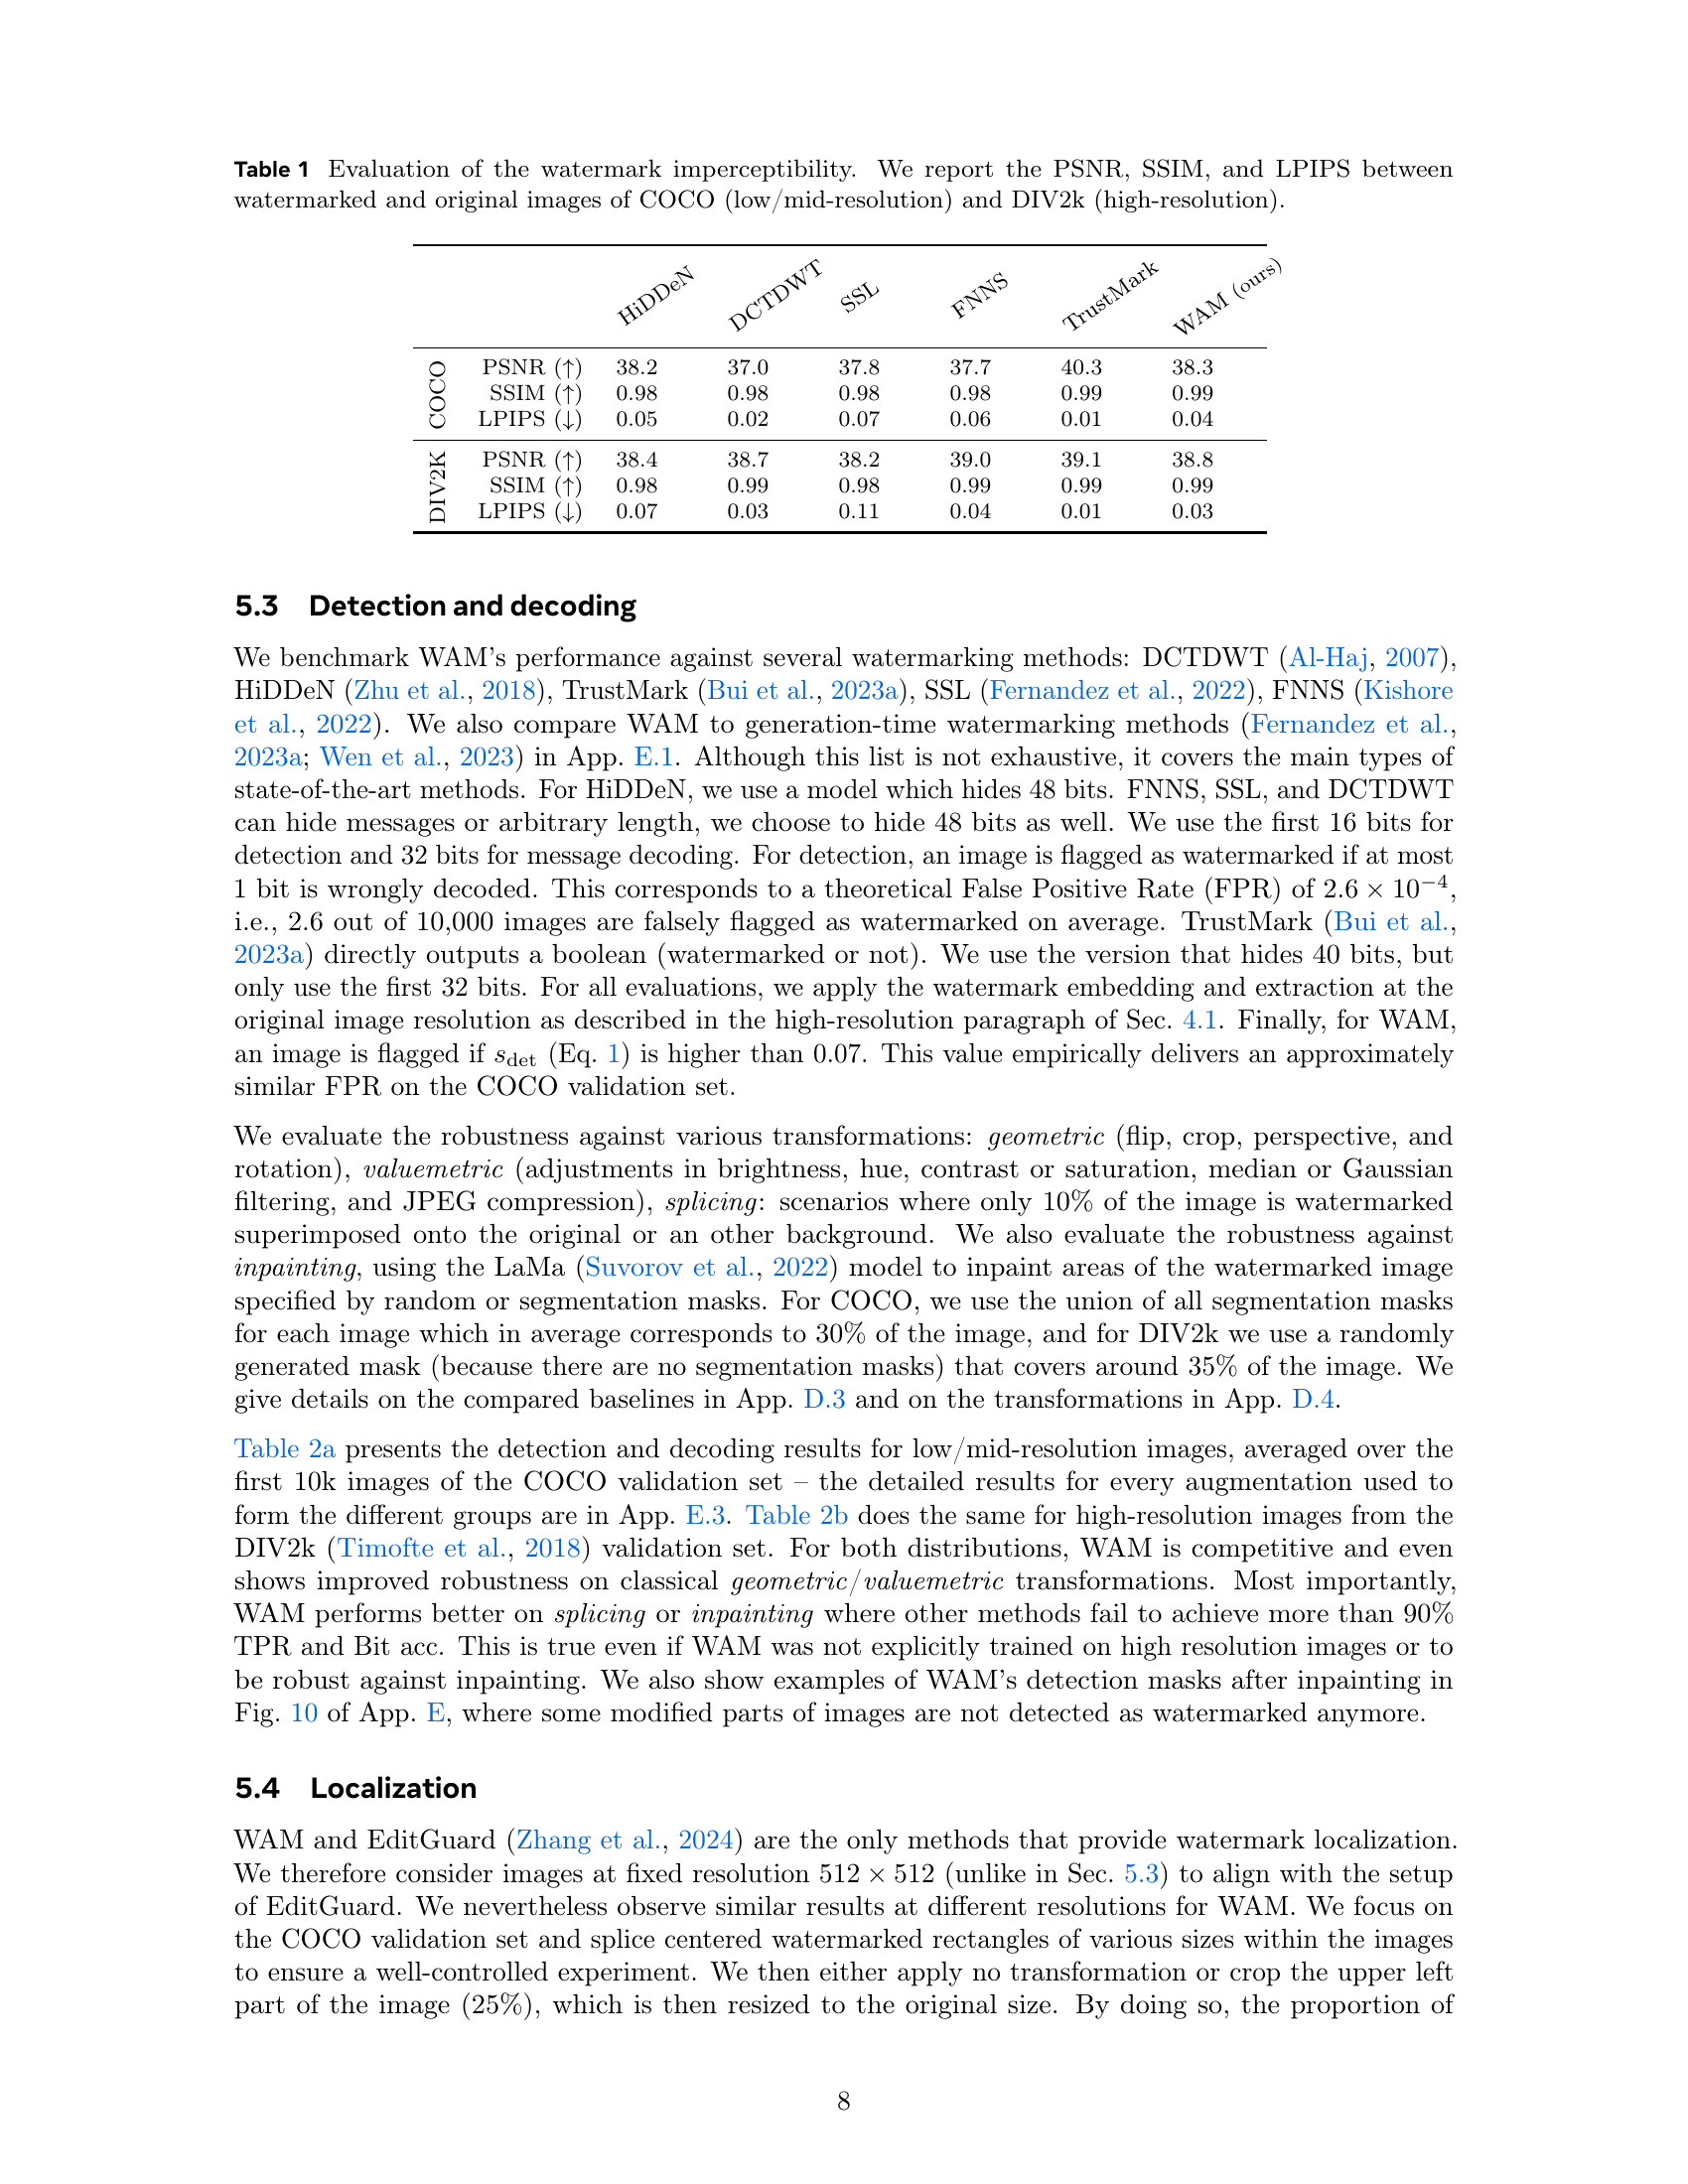 Table 1 Evaluation of the watermark imperceptibility. We report the PSNR, SSIM, and LPIPS between
watermarked and original images of COCO (low/mid-resolution) and DIV2k (high-resolution).
HiDDeN DCTDWT SSL FNNS TrustMark WAM (ours)
COCO
PSNR (↑) 38.2 37.0 37.8 37.7 40.3 38.3
SSIM (↑) 0.98 0.98 0.98 0.98 0.99 0.99
LPIPS (↓) 0.05 0.02 0.07 0.06 0.01 0.04
DIV2K
PSNR (↑) 38.4 38.7 38.2 39.0 39.1 38.8
SSIM (↑) 0.98 0.99 0.98 0.99 0.99 0.99
LPIPS (↓) 0.07 0.03 0.11 0.04 0.01 0.03
5.3 Detection and decoding
We benchmark WAM's performance against several watermarking methods: DCTDWT (Al-Haj, 2007),
HiDDeN (Zhu et al., 2018), TrustMark (Bui et al., 2023a), SSL (Fernandez et al., 2022), FNNS (Kishore
et al., 2022). We also compare WAM to generation-time watermarking methods (Fernandez et al.,
2023a; Wen et al., 2023) in App. E.1. Although this list is not exhaustive, it covers the main types of
state-of-the-art methods. For HiDDeN, we use a model which hides 48 bits. FNNS, SSL, and DCTDWT
can hide messages or arbitrary length, we choose to hide 48 bits as well. We use the first 16 bits for
detection and 32 bits for message decoding. For detection, an image is flagged as watermarked if at most
1 bit is wrongly decoded. This corresponds to a theoretical False Positive Rate (FPR) of 2.6 × 10⁻⁴,
i.e., 2.6 out of 10,000 images are falsely flagged as watermarked on average. TrustMark (Bui et al.,
2023a) directly outputs a boolean (watermarked or not). We use the version that hides 40 bits, but
only use the first 32 bits. For all evaluations, we apply the watermark embedding and extraction at the
original image resolution as described in the high-resolution paragraph of Sec. 4.1. Finally, for WAM,
an image is flagged if s_det (Eq. 1) is higher than 0.07. This value empirically delivers an approximately
similar FPR on the COCO validation set.
We evaluate the robustness against various transformations: geometric (flip, crop, perspective, and
rotation), valuemetric (adjustments in brightness, hue, contrast or saturation, median or Gaussian
filtering, and JPEG compression), splicing: scenarios where only 10% of the image is watermarked
superimposed onto the original or an other background. We also evaluate the robustness against
inpainting, using the LaMa (Suvorov et al., 2022) model to inpaint areas of the watermarked image
specified by random or segmentation masks. For COCO, we use the union of all segmentation masks
for each image which in average corresponds to 30% of the image, and for DIV2k we use a randomly
generated mask (because there are no segmentation masks) that covers around 35% of the image. We
give details on the compared baselines in App. D.3 and on the transformations in App. D.4.
Table 2a presents the detection and decoding results for low/mid-resolution images, averaged over the
first 10k images of the COCO validation set – the detailed results for every augmentation used to
form the different groups are in App. E.3. Table 2b does the same for high-resolution images from the
DIV2k (Timofte et al., 2018) validation set. For both distributions, WAM is competitive and even
shows improved robustness on classical geometric/valuemetric transformations. Most importantly,
WAM performs better on splicing or inpainting where other methods fail to achieve more than 90%
TPR and Bit acc. This is true even if WAM was not explicitly trained on high resolution images or to
be robust against inpainting. We also show examples of WAM's detection masks after inpainting in
Fig. 10 of App. E, where some modified parts of images are not detected as watermarked anymore.
5.4 Localization
WAM and EditGuard (Zhang et al., 2024) are the only methods that provide watermark localization.
We therefore consider images at fixed resolution 512 × 512 (unlike in Sec. 5.3) to align with the setup
of EditGuard. We nevertheless observe similar results at different resolutions for WAM. We focus on
the COCO validation set and splice centered watermarked rectangles of various sizes within the images
to ensure a well-controlled experiment. We then either apply no transformation or crop the upper left
part of the image (25%), which is then resized to the original size. By doing so, the proportion of
8